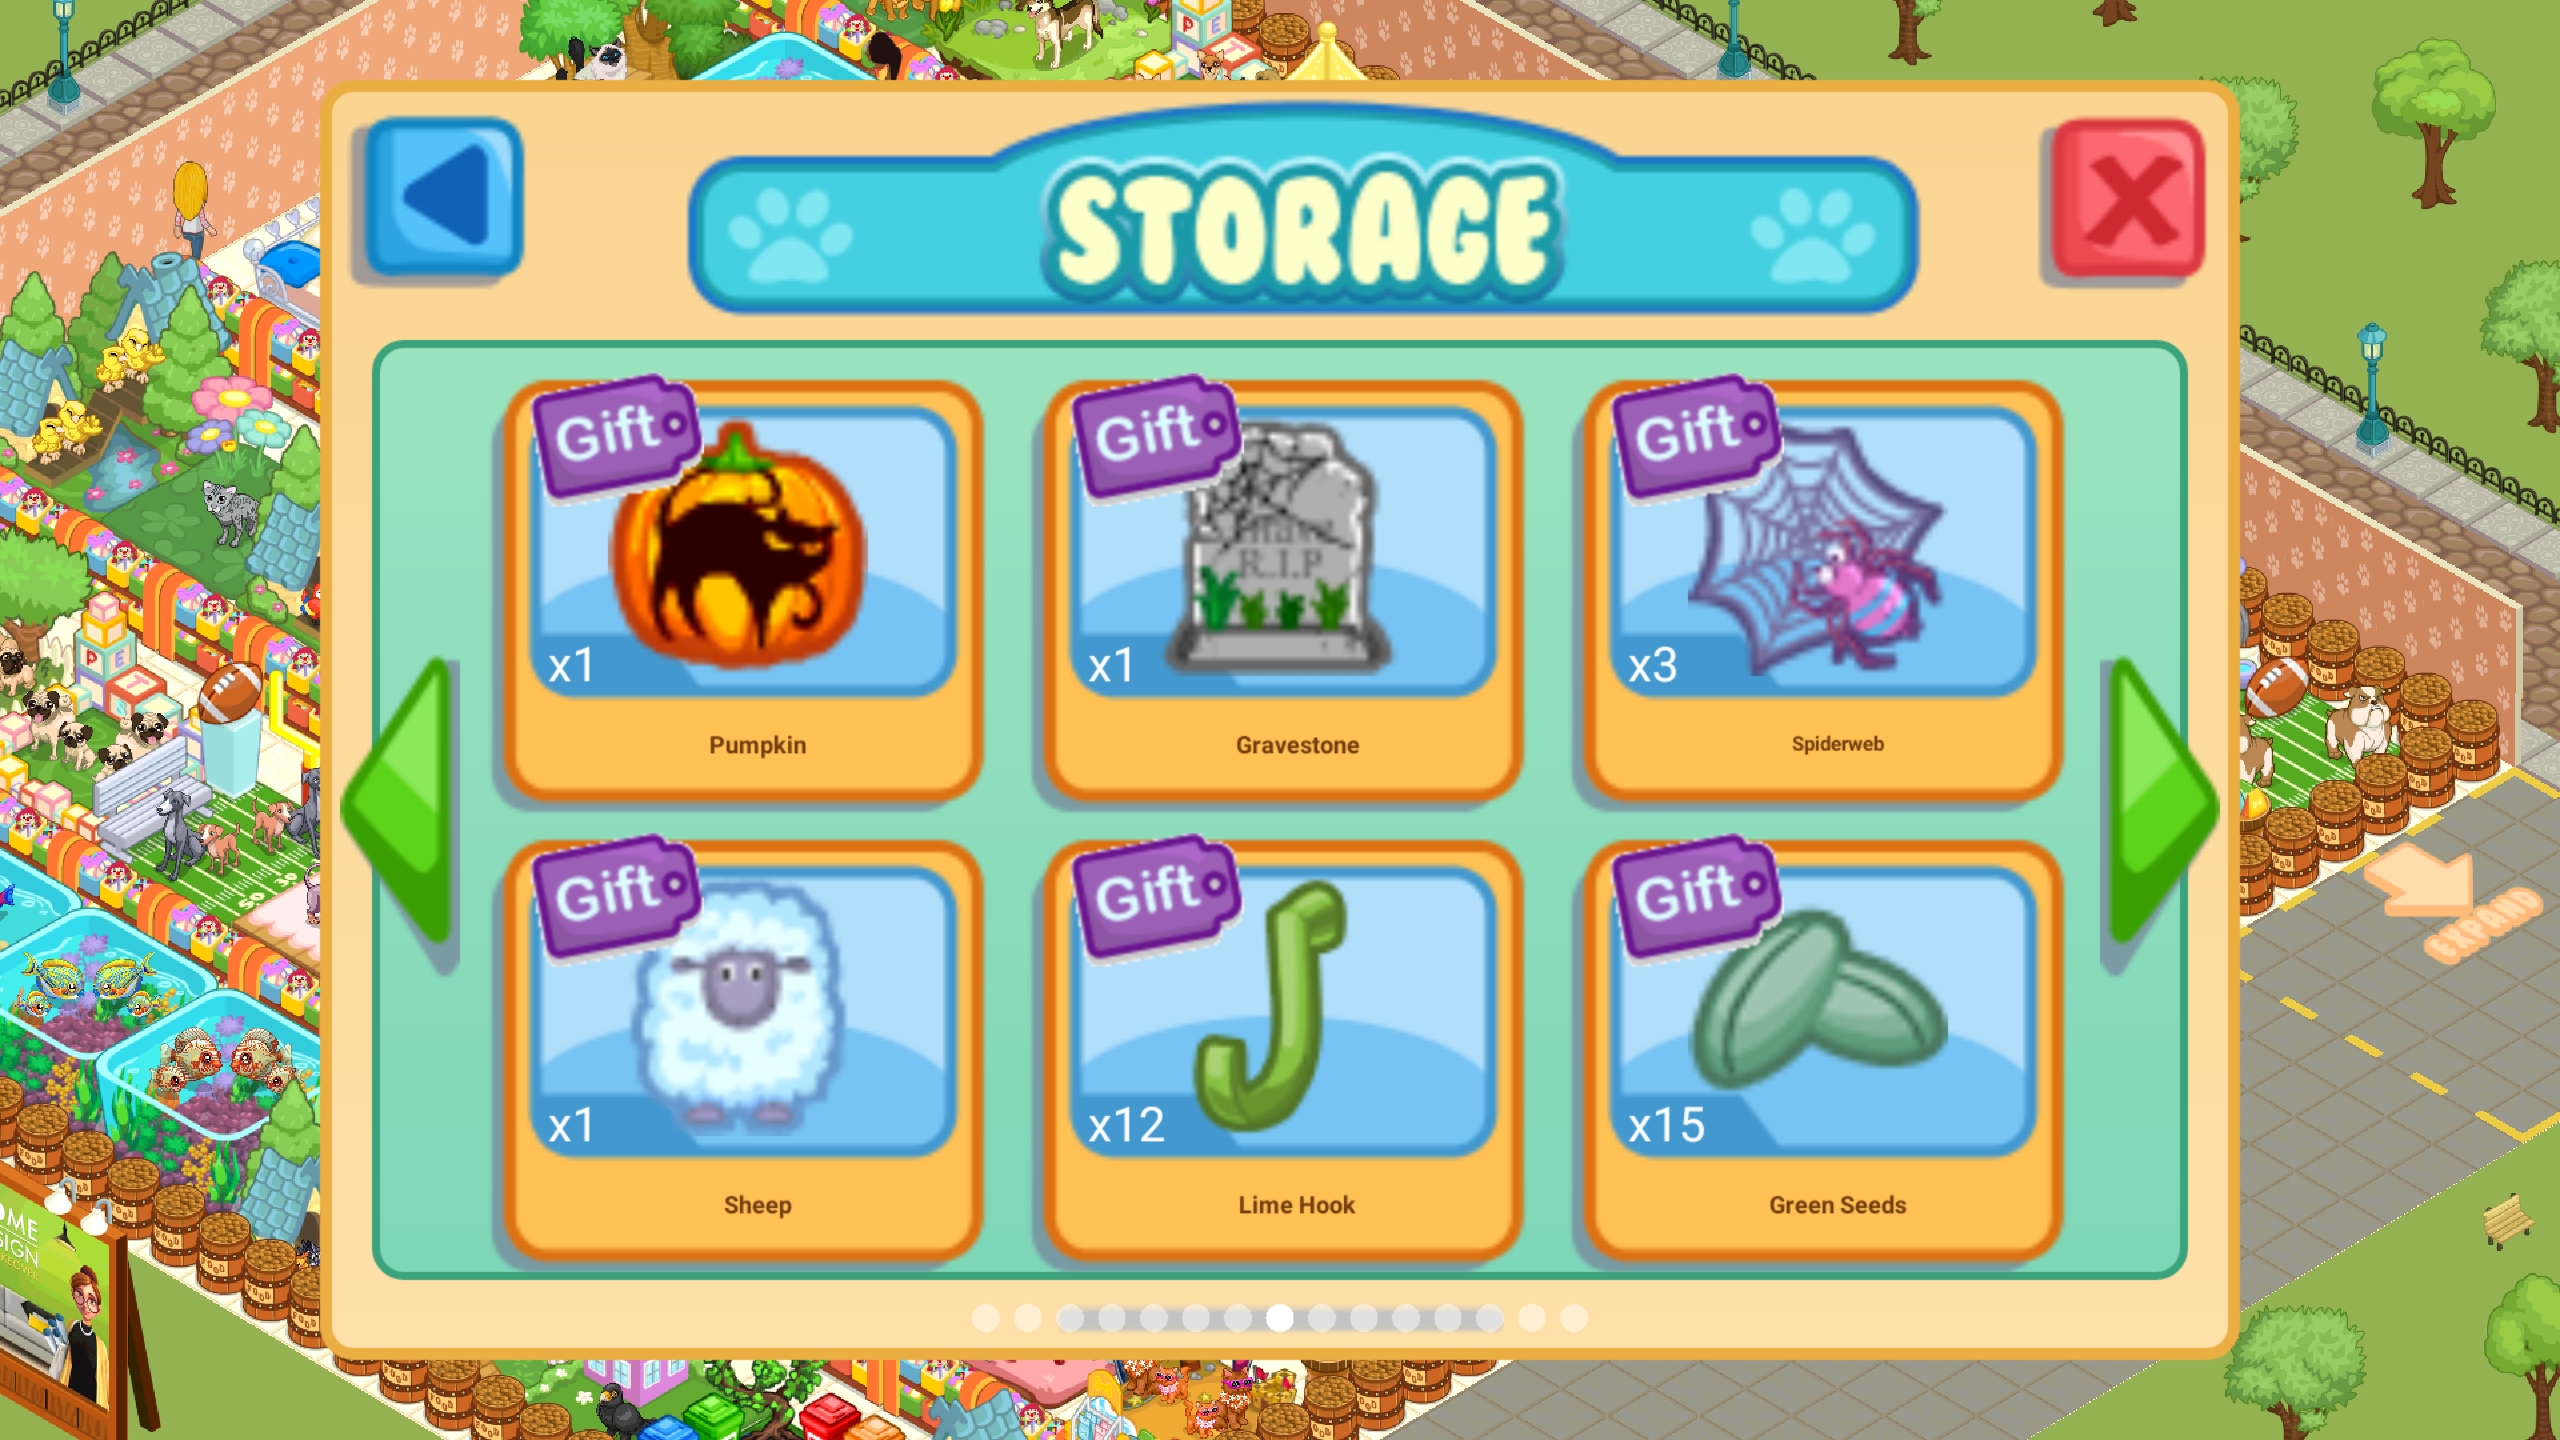 STORAGE
Gift
Gift
Gift
R.I.P
x1
x1
x3
Pumpkin
Gravestone
Spiderweb
Gift
Gift
Gift
x1
x12
x15
Sheep
Lime Hook
Green Seeds
EXPAND